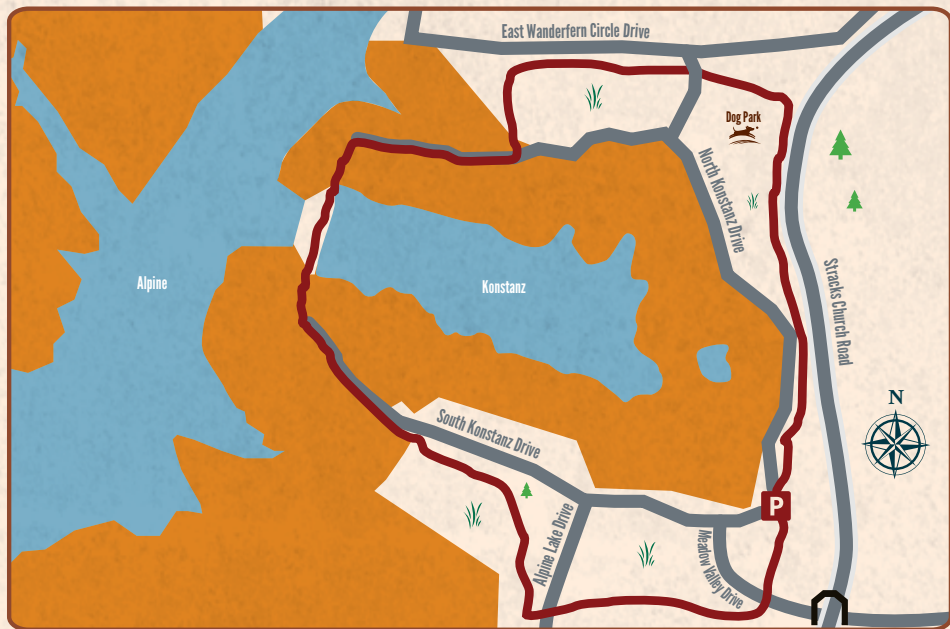 East Wanderfern Circle Drive
Dog Park
North Konstanz Drive
Stracks Church Road
Alpine
Konstanz
N
South Konstanz Drive
P
Alpine Lake Drive
Meadow Valley Drive